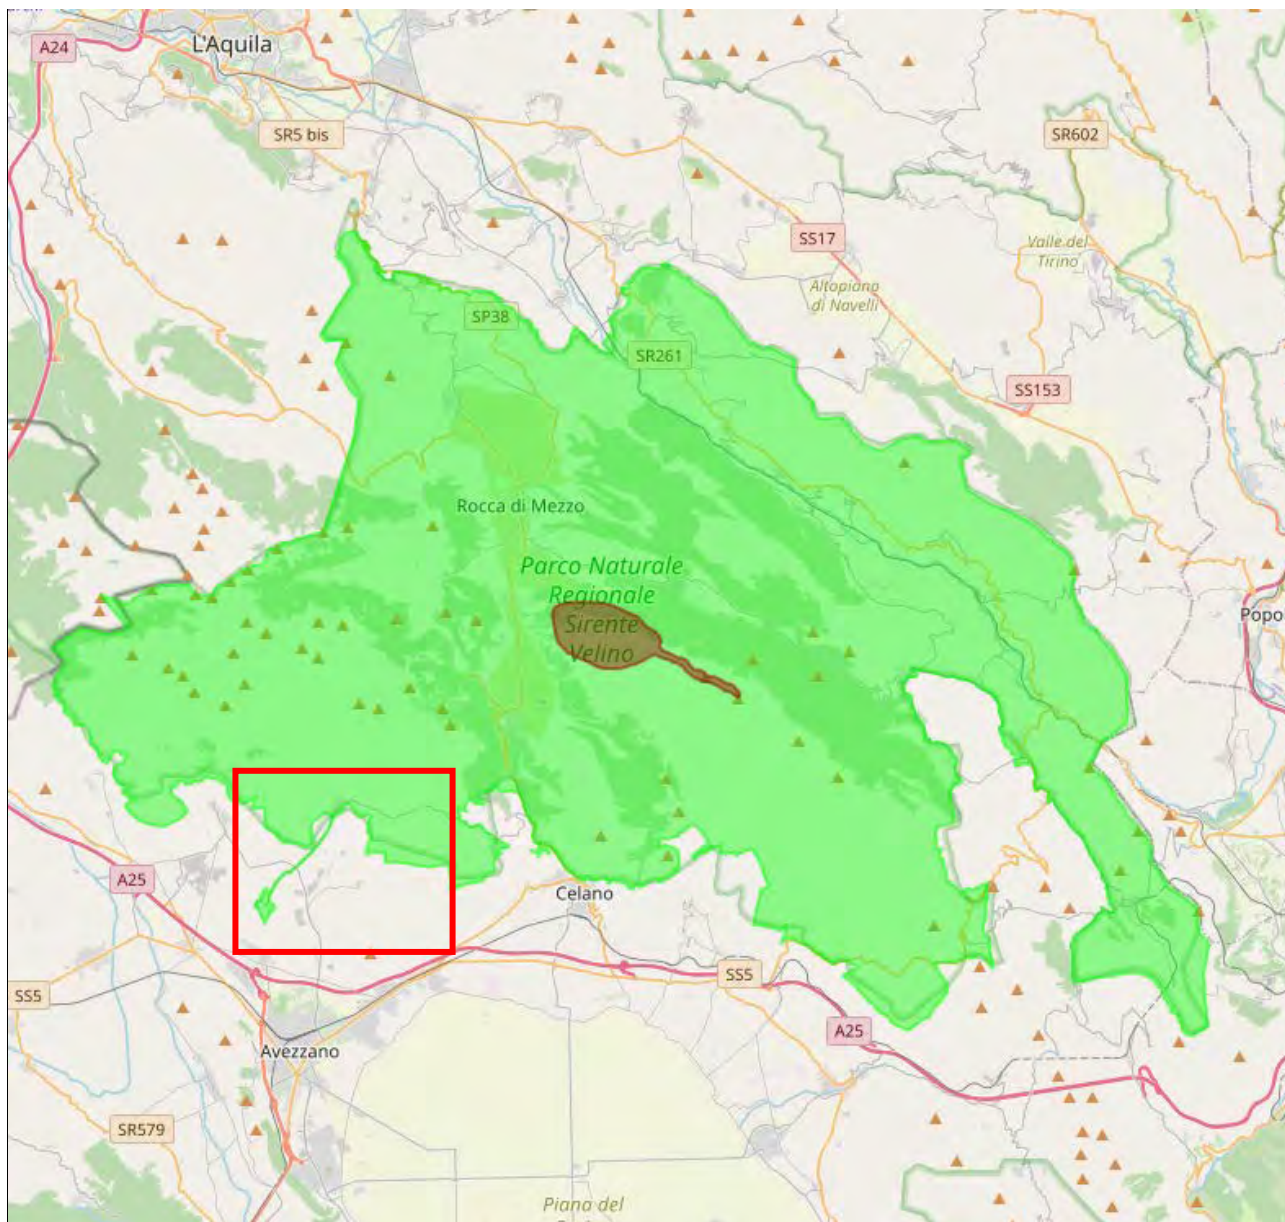 L'Aquila
A24
SR5 bis
SR602
SS17
Valle del
Tirino
Altopiano
di Navelli
SP38
SR261
SS153
Rocca di Mezzo
Parco Naturale
Regionale
Sirente
Velino
Popo
A25
Celano
SS5
SS5
A25
Avezzano
SR579
Piana del